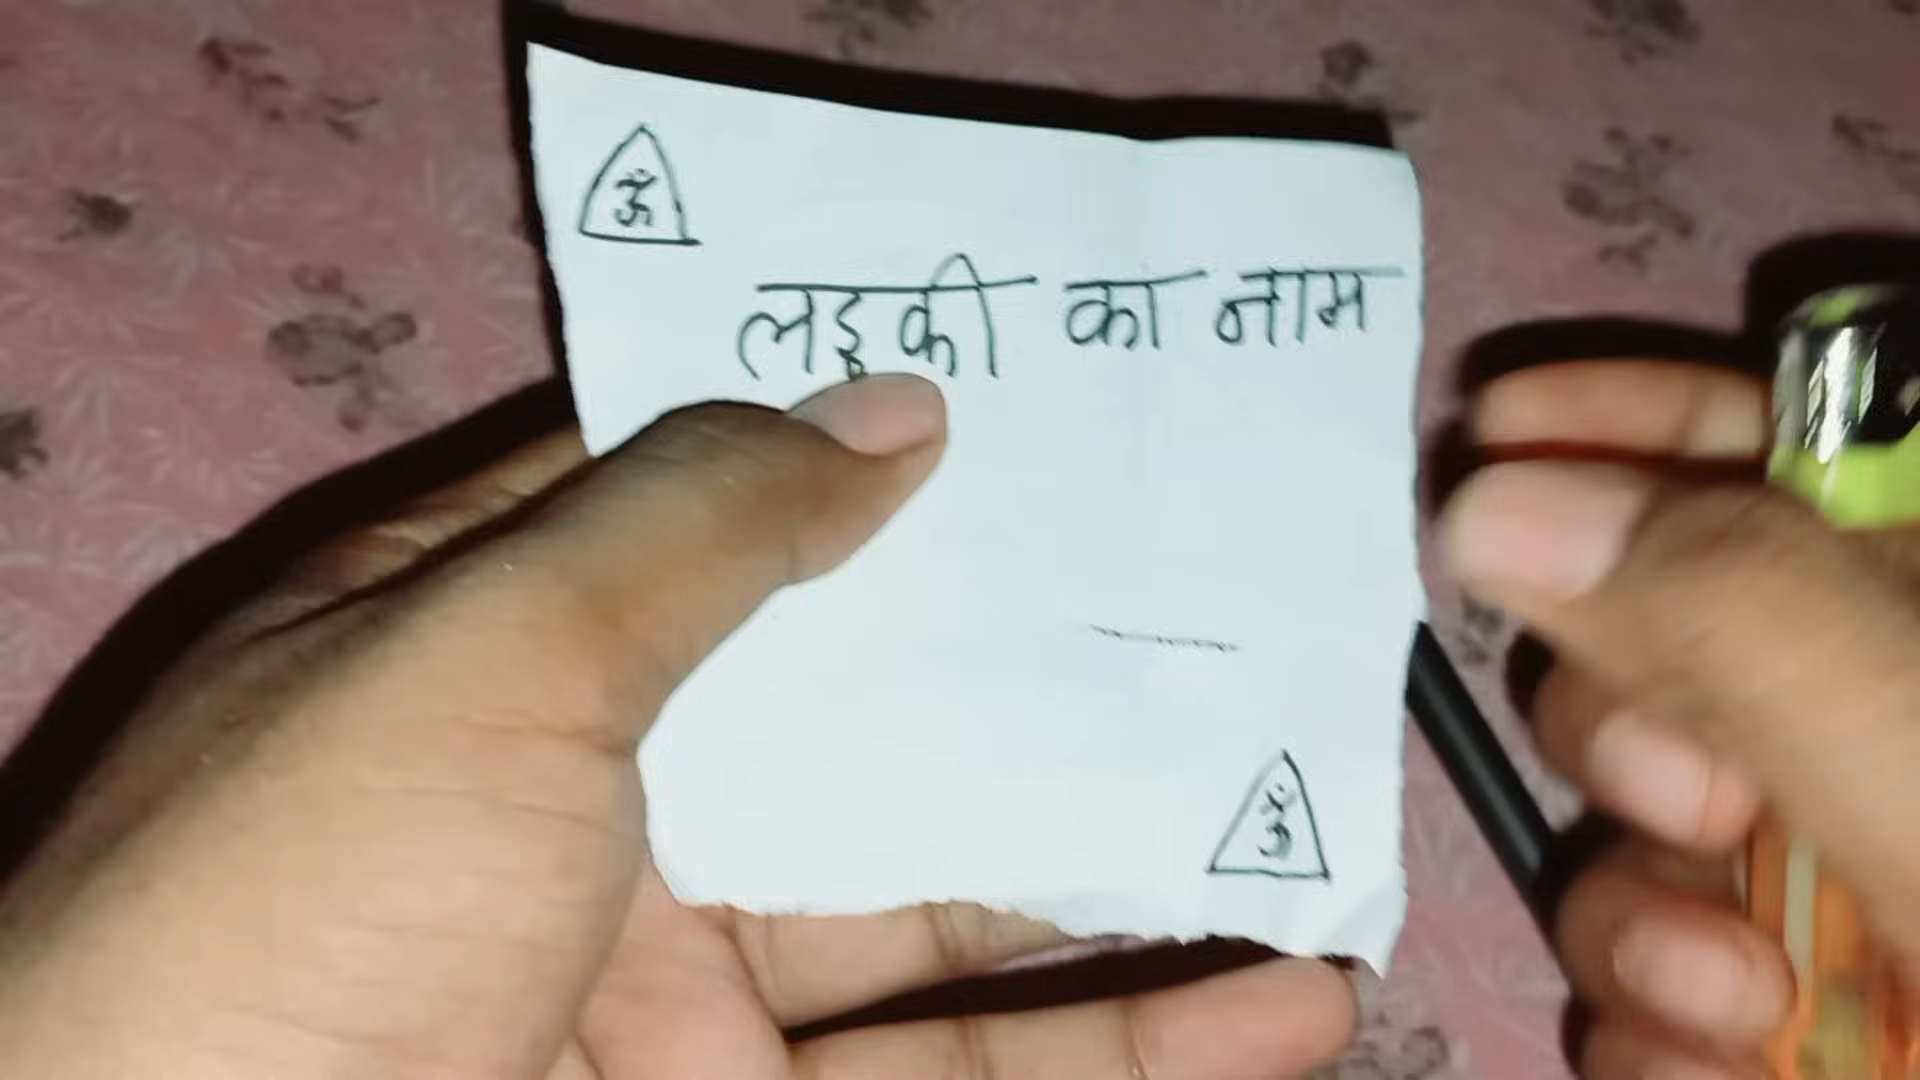 ॐ
लड़की का नाम
ॐ